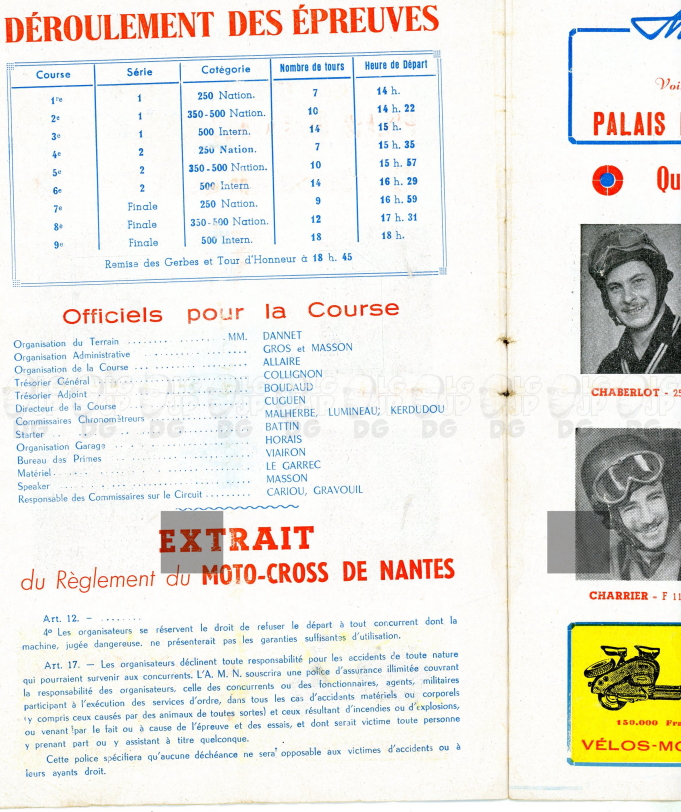 DÉROULEMENT DES ÉPREUVES
Course Série Catégorie Nombre de tours Heure de Départ
1re 1 250 Nation. 7 14 h.
2e 1 350-500 Nation. 10 14 h. 22
3e 1 500 Intern. 14 15 h.
4e 2 250 Nation. 7 15 h. 35
5e 2 350-500 Nation. 10 15 h. 57
6e 2 500 Intern. 14 16 h. 29
7e Finale 250 Nation. 9 16 h. 59
8e Finale 350-500 Nation. 12 17 h. 31
9e Finale 500 Intern. 18 18 h.
Remise des Gerbes et Tour d'Honneur à 18 h. 45
Officiels pour la Course
Organisation du Terrain ........ MM. DANNET
Organisation Administrative ........ GROS et MASSON
Organisation de la Course ........ ALLAIRE
Trésorier Général ........ COLLIGNON
Trésorier Adjoint ........ BOUDAUD
Directeur de la Course ........ CUGUEN
Commissaires Chronométreurs ........ MALHERBE, LUMINEAU, KERDUDOU
Starter ........ BATTIN
Organisation Garage ........ HORAIS
Bureau des Primes ........ VIAIRON
Matériel ........ LE GARREC
Speaker ........ MASSON
Responsable des Commissaires sur le Circuit ........ CARIOU, GRAVOUIL
EXTRAIT
du Règlement du MOTO-CROSS DE NANTES
Art. 12. — ........
4º Les organisateurs se réservent le droit de refuser le départ à tout concurrent dont la
machine, jugée dangereuse, ne présenterait pas les garanties suffisantes d'utilisation.
Art. 17. — Les organisateurs déclinent toute responsabilité pour les accidents de toute nature
qui pourraient survenir aux concurrents. L'A. M. N. souscrira une police d'assurance illimitée couvrant
la responsabilité des organisateurs, celle des concurrents ou des fonctionnaires, agents, militaires
participant à l'exécution des services d'ordre, dans tous les cas d'accidents matériels ou corporels
(y compris ceux causés par des animaux de toutes sortes) et ceux résultant d'incendies ou d'explosions,
ou venant par le fait ou à cause de l'épreuve et des essais, et dont serait victime toute personne
y prenant part ou y assistant à titre quelconque.
Cette police spécifiera qu'aucune déchéance ne sera opposable aux victimes d'accidents ou à
leurs ayants droit.
Voi
PALAIS
Qu
CHABERLOT - 25
CHARRIER - F 11
150.000 Fra
VÉLOS-MO